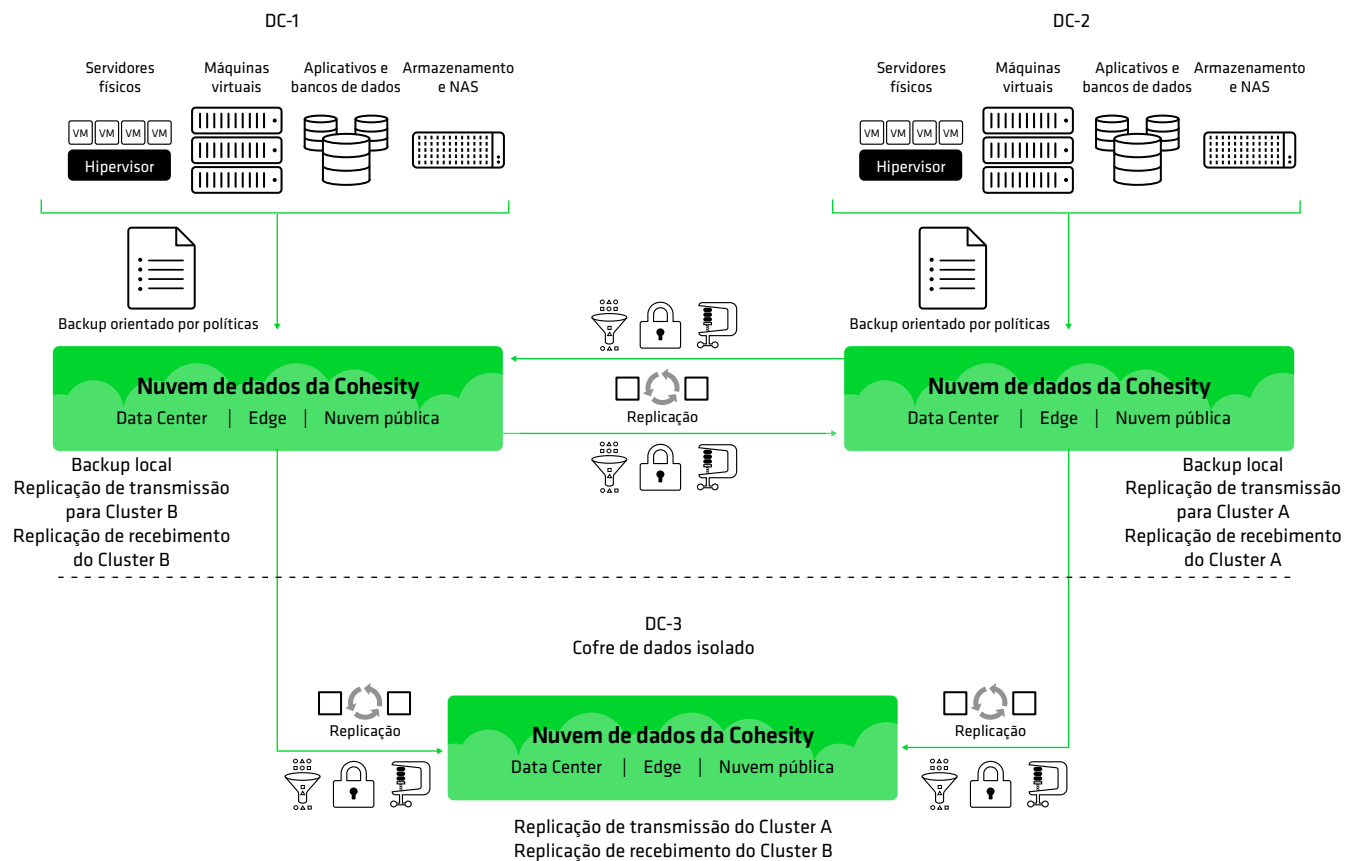 DC-1
Servidores
físicos
Máquinas
virtuais
Aplicativos e
bancos de dados
Armazenamento
e NAS
VM VM VM VM
Hipervisor
Backup orientado por políticas
Nuvem de dados da Cohesity
Data Center | Edge | Nuvem pública
Backup local
Replicação de transmissão
para Cluster B
Replicação de recebimento
do Cluster B
Replicação
DC-2
Servidores
físicos
Máquinas
virtuais
Aplicativos e
bancos de dados
Armazenamento
e NAS
VM VM VM VM
Hipervisor
Backup orientado por políticas
Nuvem de dados da Cohesity
Data Center | Edge | Nuvem pública
Backup local
Replicação de transmissão
para Cluster A
Replicação de recebimento
do Cluster A
DC-3
Cofre de dados isolado
Replicação
Nuvem de dados da Cohesity
Data Center | Edge | Nuvem pública
Replicação
Replicação de transmissão do Cluster A
Replicação de recebimento do Cluster B